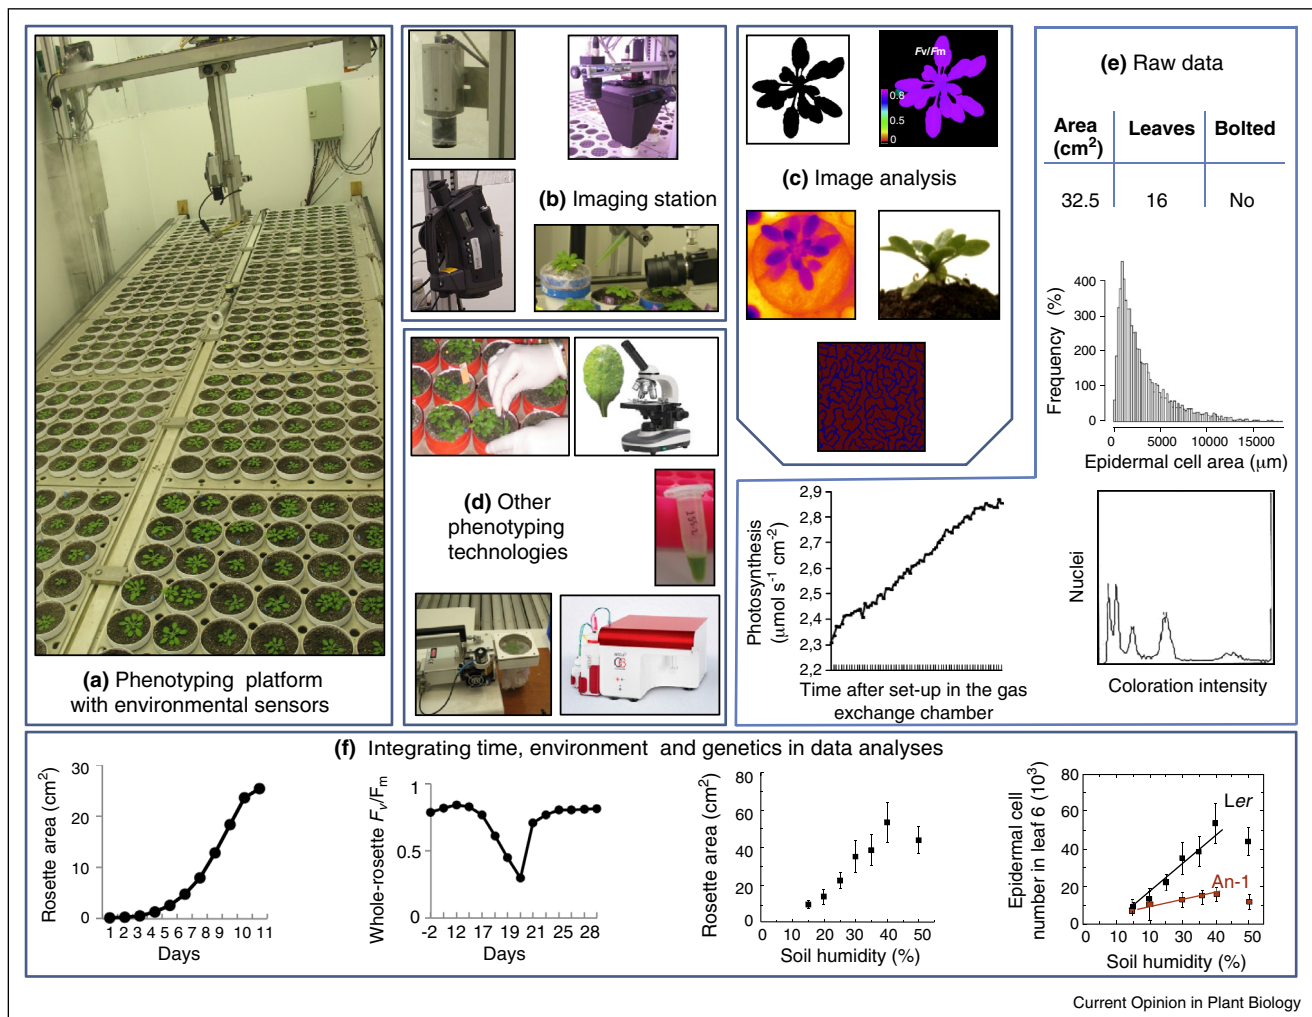 (a) Phenotyping platform
with environmental sensors
(b) Imaging station
Fv/Fm
0.8
0.5
0
(c) Image analysis
(d) Other
phenotyping
technologies
(e) Raw data
Area
(cm2)
Leaves
Bolted
32.5
16
No
Frequency (%)
400
300
200
100
0
0
5000
10000
15000
Epidermal cell area (μm)
Photosynthesis
(μmol s-1 cm-2)
2,9
2,8
2,7
2,6
2,5
2,4
2,3
2,2
Time after set-up in the gas
exchange chamber
Nuclei
Coloration intensity
(f) Integrating time, environment and genetics in data analyses
Rosette area (cm2)
30
20
10
0
1 2 3 4 5 6 7 8 9 10 11
Days
Whole-rosette Fv/Fm
1
0.5
0
-2 12 17 19 21 25 28
Days
Rosette area (cm2)
80
60
40
20
0
0 10 20 30 40 50
Soil humidity (%)
Epidermal cell
number in leaf 6 (103)
80
60
40
20
0
Ler
An-1
0 10 20 30 40 50
Soil humidity (%)
Current Opinion in Plant Biology